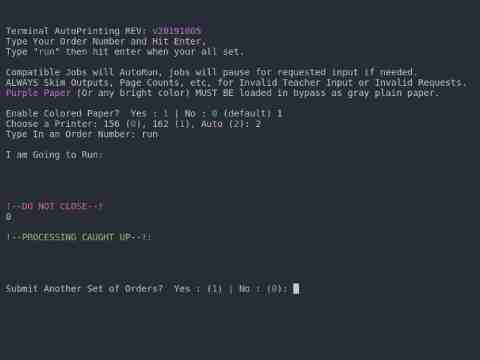 Terminal AutoPrinting REV: v20191005
Type Your Order Number and Hit Enter,
Type "run" then hit enter when your all set.
Compatible Jobs will AutoRun, jobs will pause for requested input if needed.
ALWAYS Skim Outputs, Page Counts, etc, for Invalid Teacher Input or Invalid Requests.
Purple Paper (Or any bright color) MUST BE loaded in bypass as gray plain paper.
Enable Colored Paper?  Yes : 1 | No : 0 (default) 1
Choose a Printer: 156 (0), 162 (1), Auto (2): 2
Type In an Order Number: run
I am Going to Run:
!--DO NOT CLOSE--!
0
!--PROCESSING CAUGHT UP--!:
Submit Another Set of Orders?  Yes : (1) | No : (0):